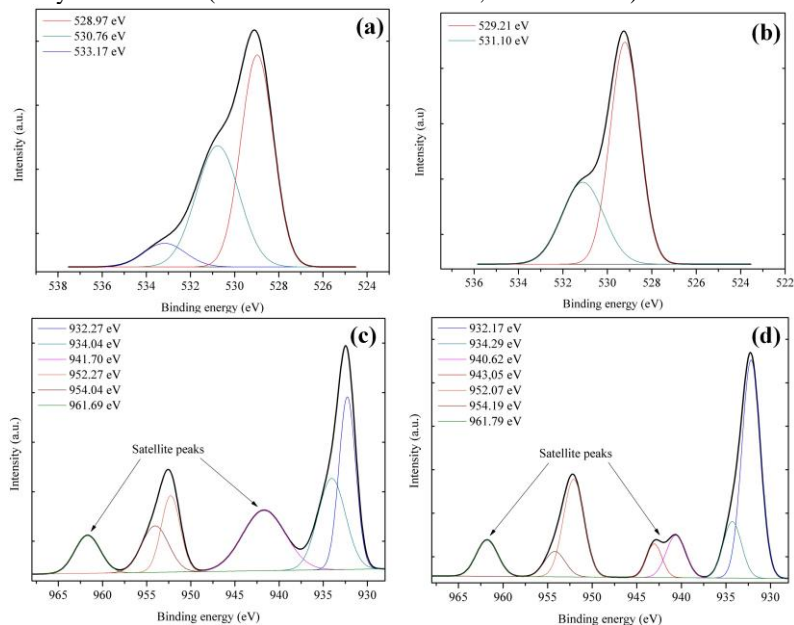 528.97 eV
530.76 eV
533.17 eV
(a)
Intensity (a.u.)
538 536 534 532 530 528 526 524
Binding energy (eV)
529.21 eV
531.10 eV
(b)
Intensity (a.u)
536 534 532 530 528 526 524 522
Binding energy (eV)
932.27 eV
934.04 eV
941.70 eV
952.27 eV
954.04 eV
961.69 eV
(c)
Satellite peaks
Intensity (a.u.)
965 960 955 950 945 940 935 930
Binding energy (eV)
932.17 eV
934.29 eV
940.62 eV
943,05 eV
952.07 eV
954.19 eV
961.79 eV
(d)
Satellite peaks
Intensity (a.u.)
965 960 955 950 945 940 935 930
Binding energy (eV)